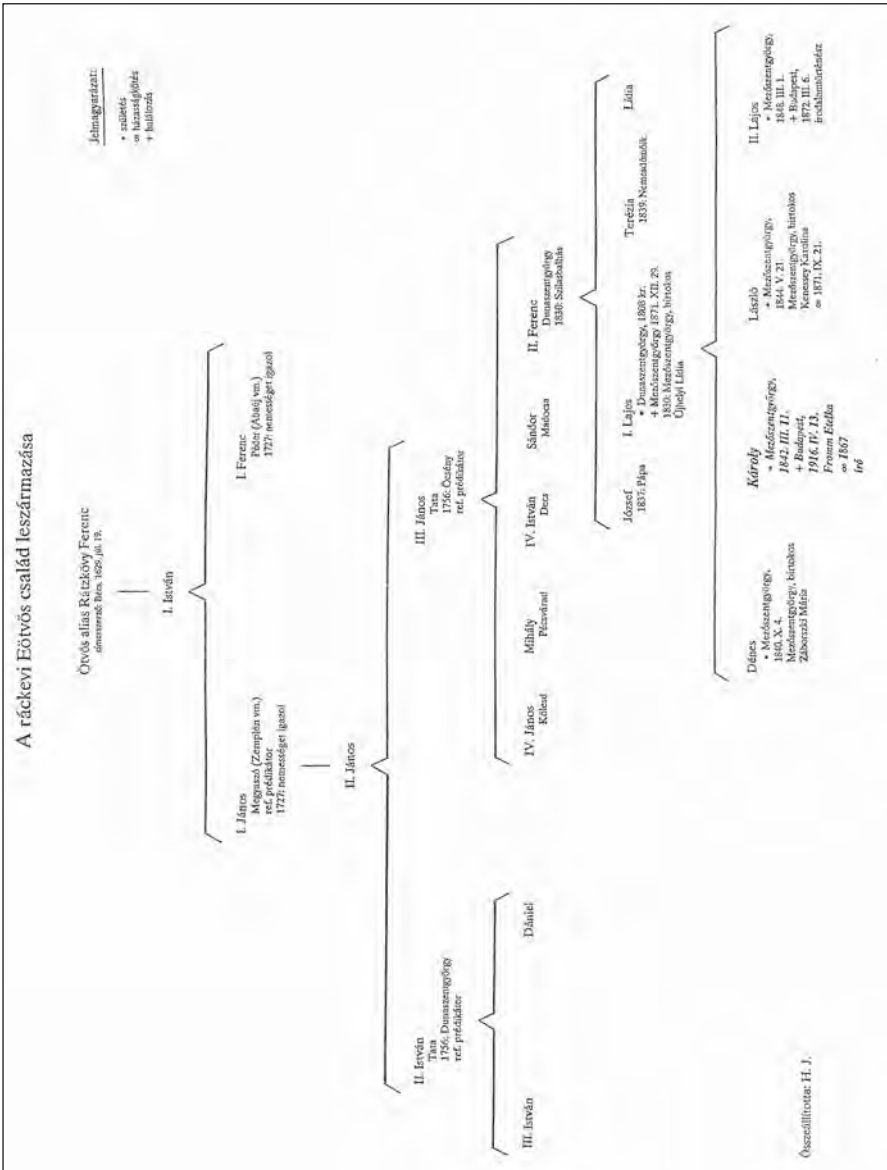 A ráckevi Eötvös család leszármazása
Jelmagyarázat:
* születés
∞ házasságkötés
+ halálozás
Ötvös alias Rátzkövy Ferenc
címerszerző: Bécs, 1629. júl. 19.
I. István
I. János
Megyaszó (Zemplén vm.)
ref. prédikátor
1727: nemességet igazol
I. Ferenc
Péder (Abaúj vm.)
1727: nemességet igazol
II. János
II. István
Tata
1756: Dunaszentgyörgy
ref. prédikátor
III. János
Tata
1756: Őcsény
ref. prédikátor
III. István
Dániel
IV. János
Kölesd
Mihály
Pécsvárad
IV. István
Decs
Sándor
Madocsa
II. Ferenc
Dunaszentgyörgy
1830: Szilasbalhás
József
1837: Pápa
I. Lajos
* Dunaszentgyörgy, 1808 kr.
+ Mezőszentgyörgy 1871. XII. 29.
1830: Mezőszentgyörgy, birtokos
Újhelyi Lídia
Terézia
1839: Nemesdömölk
Lídia
Dénes
* Mezőszentgyörgy,
1840. X. 4.
Mezőszentgyörgy, birtokos
Záborszki Mária
Károly
* Mezőszentgyörgy,
1842. III. 11.
+ Budapest,
1916. IV. 13.
Fromm Etelka
∞ 1867
író
László
* Mezőszentgyörgy,
1844. V. 21.
Mezőszentgyörgy, birtokos
Kenessey Karolina
∞ 1871. IX. 21.
II. Lajos
* Mezőszentgyörgy,
1848. III. 1.
+ Budapest,
1872. III. 6.
irodalomtörténész
Összeállította: H. J.